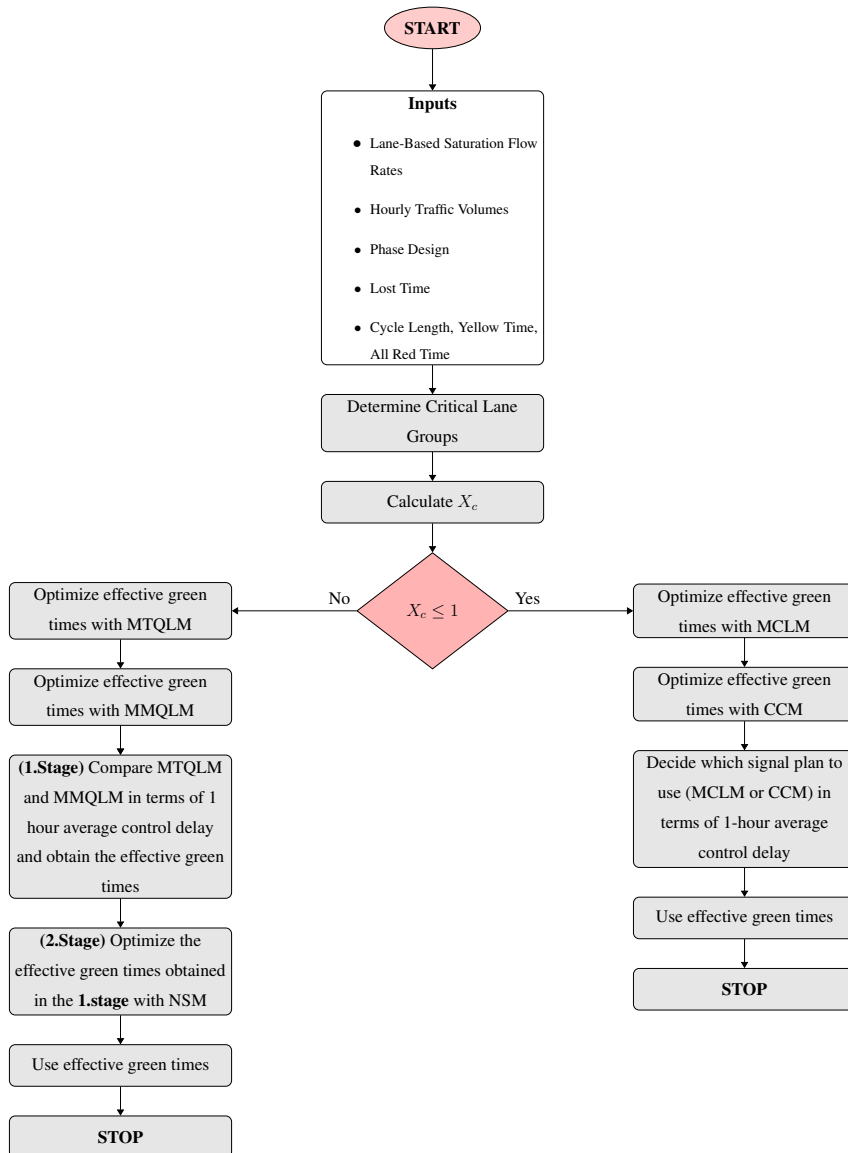 START
Inputs
• Lane-Based Saturation Flow
Rates
• Hourly Traffic Volumes
• Phase Design
• Lost Time
• Cycle Length, Yellow Time,
All Red Time
Determine Critical Lane
Groups
Calculate X_c
X_c ≤ 1
No
Yes
Optimize effective green
times with MTQLM
Optimize effective green
times with MMQLM
(1.Stage) Compare MTQLM
and MMQLM in terms of 1
hour average control delay
and obtain the effective green
times
(2.Stage) Optimize the
effective green times obtained
in the 1.stage with NSM
Use effective green times
STOP
Optimize effective green
times with MCLM
Optimize effective green
times with CCM
Decide which signal plan to
use (MCLM or CCM) in
terms of 1-hour average
control delay
Use effective green times
STOP